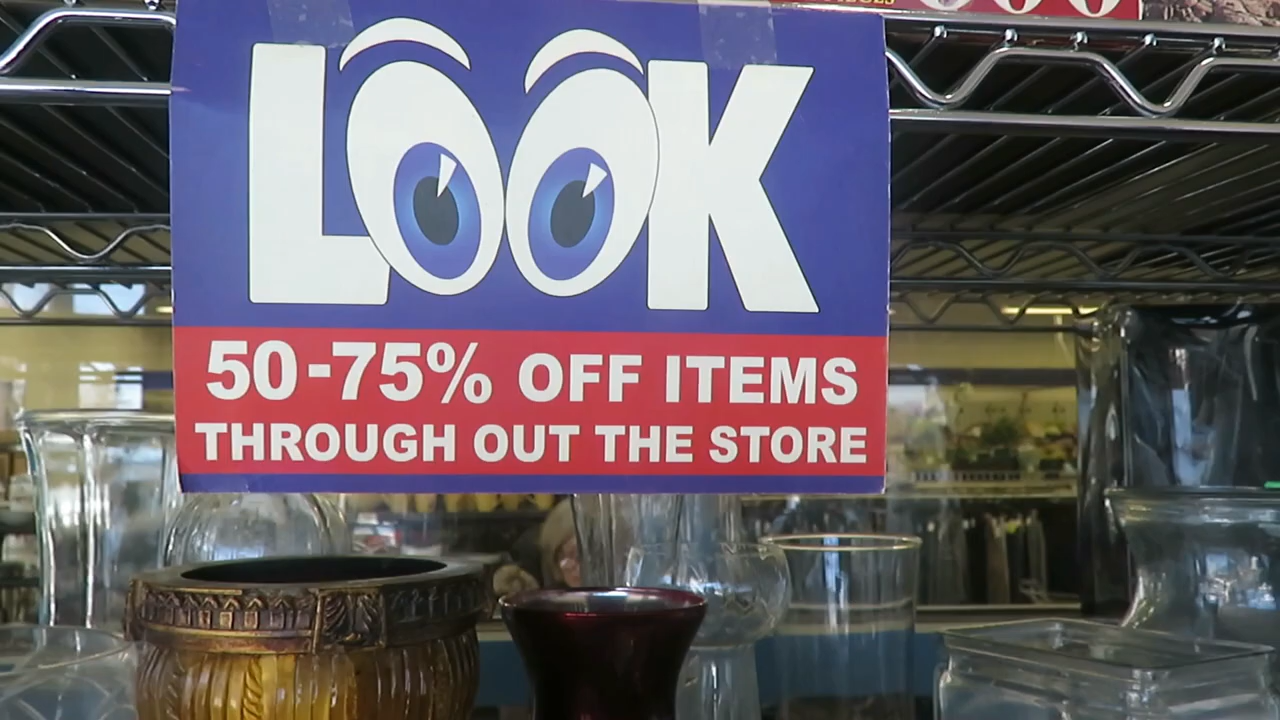 LOOK
50-75% OFF ITEMS
THROUGH OUT THE STORE